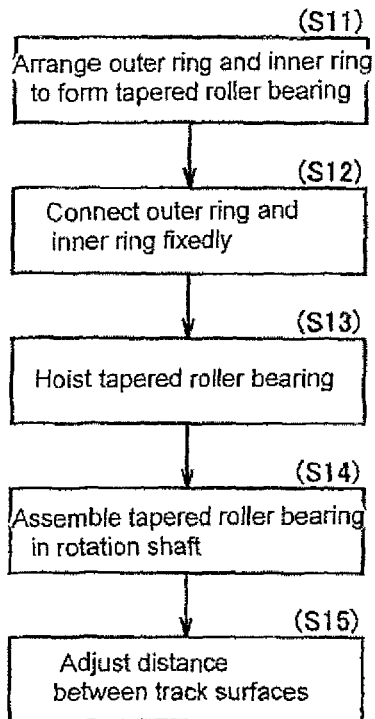 (S11)
Arrange outer ring and inner ring
to form tapered roller bearing
(S12)
Connect outer ring and
inner ring fixedly
(S13)
Hoist tapered roller bearing
(S14)
Assemble tapered roller bearing
in rotation shaft
(S15)
Adjust distance
between track surfaces